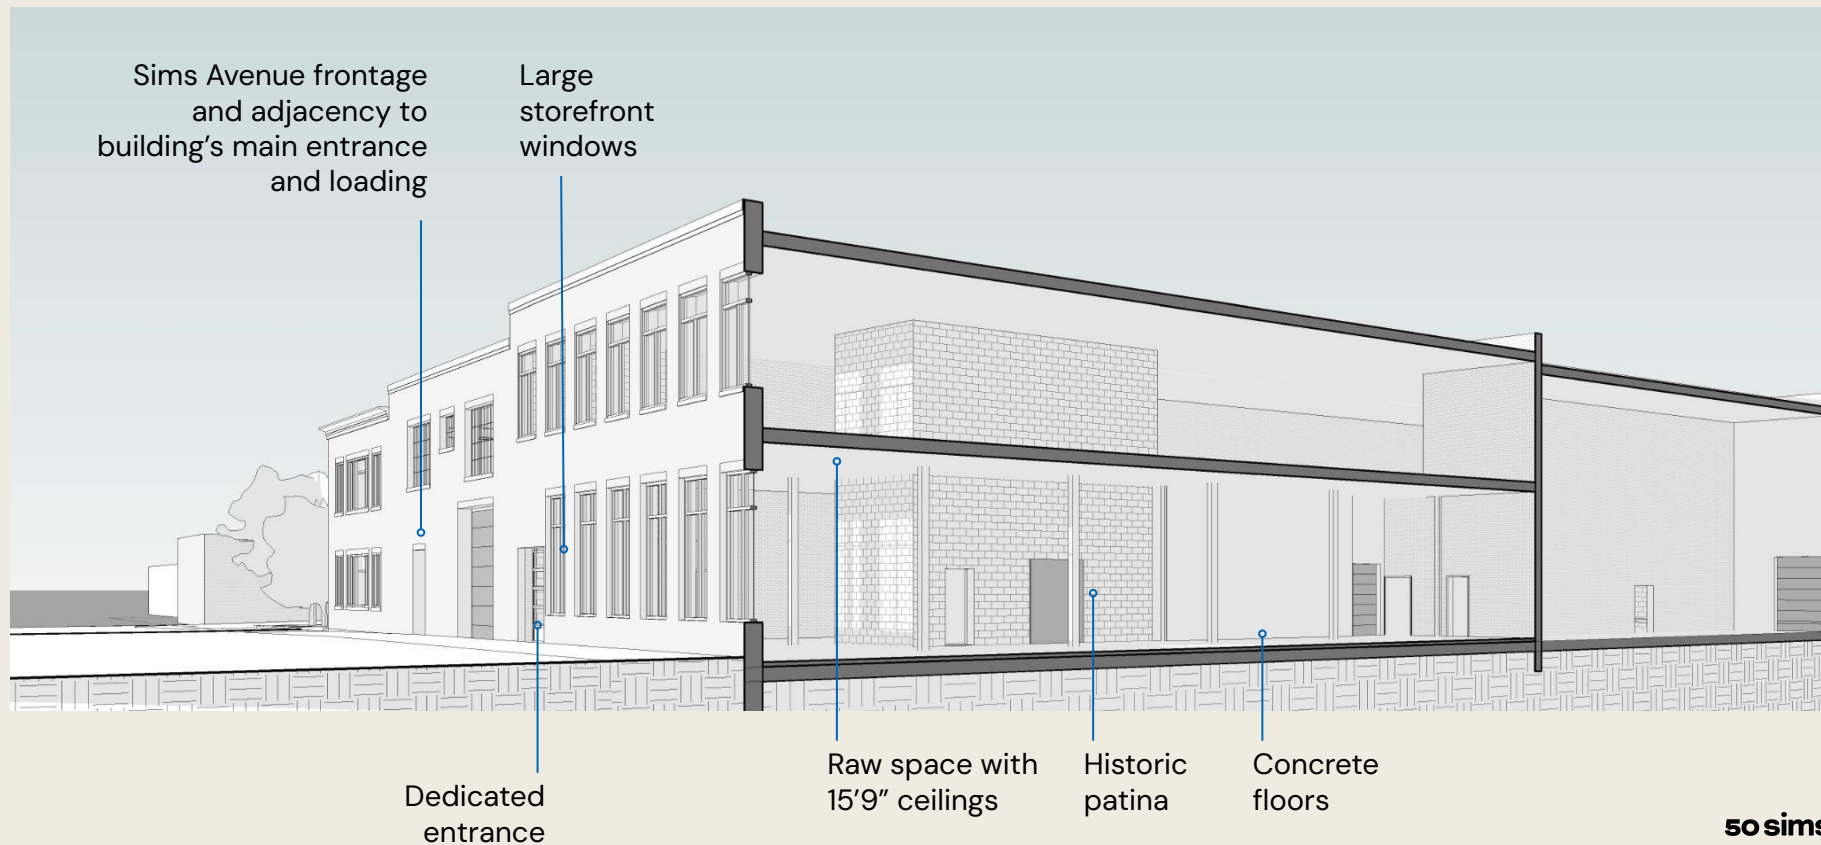 Sims Avenue frontage
and adjacency to
building’s main entrance
and loading
Large
storefront
windows
Dedicated
entrance
Raw space with
15’9” ceilings
Historic
patina
Concrete
floors
50 sims